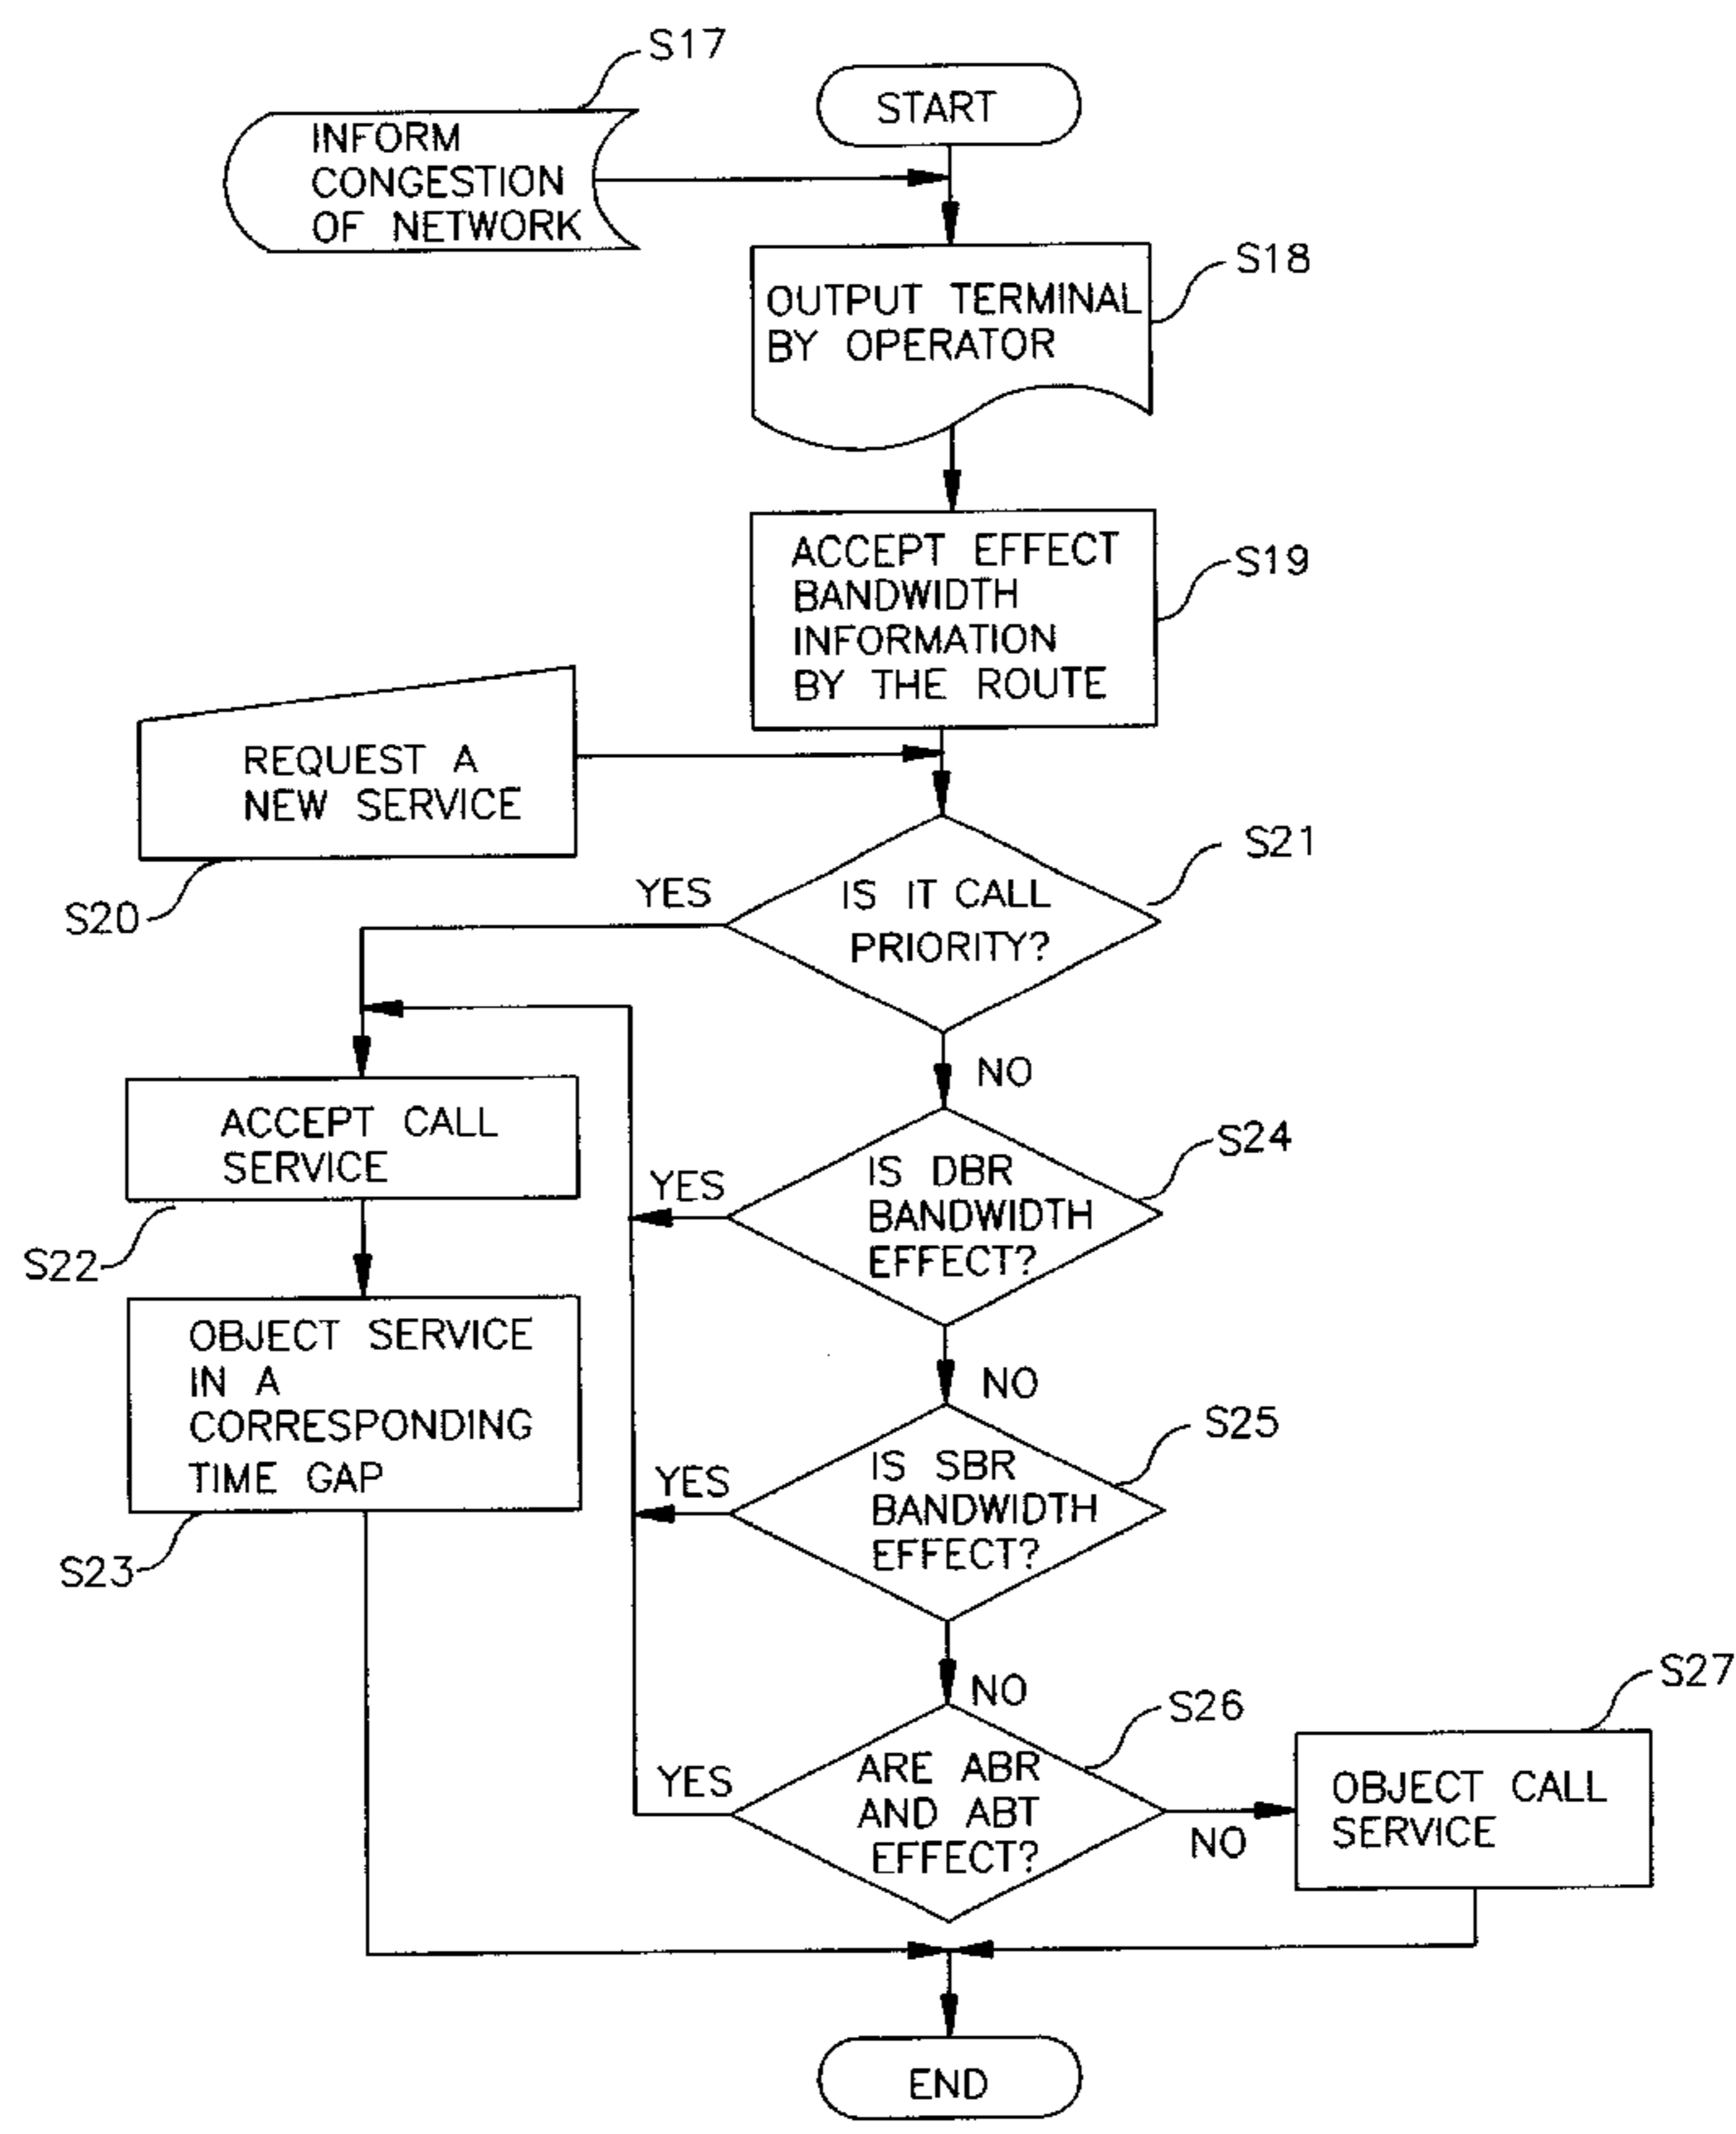 S17
START
INFORM
CONGESTION
OF NETWORK
S18
OUTPUT TERMINAL
BY OPERATOR
ACCEPT EFFECT
BANDWIDTH
INFORMATION
BY THE ROUTE
S19
REQUEST A
NEW SERVICE
S20
S21
YES
IS IT CALL
PRIORITY?
NO
ACCEPT CALL
SERVICE
S22
S24
YES
IS DBR
BANDWIDTH
EFFECT?
OBJECT SERVICE
IN A
CORRESPONDING
TIME GAP
S23
NO
S25
YES
IS SBR
BANDWIDTH
EFFECT?
NO
S26
YES
ARE ABR
AND ABT
EFFECT?
NO
S27
OBJECT CALL
SERVICE
END